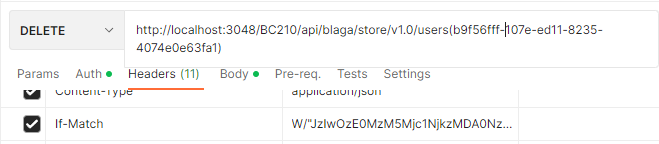 DELETE
http://localhost:3048/BC210/api/blaga/store/v1.0/users(b9f56fff-107e-ed11-8235-
4074e0e63fa1)
Params Auth Headers (11) Body Pre-req. Tests Settings
Content-Type application/json
If-Match W/"JzIwOzE0MzM5Mjc1NjkzMDA0Nz...